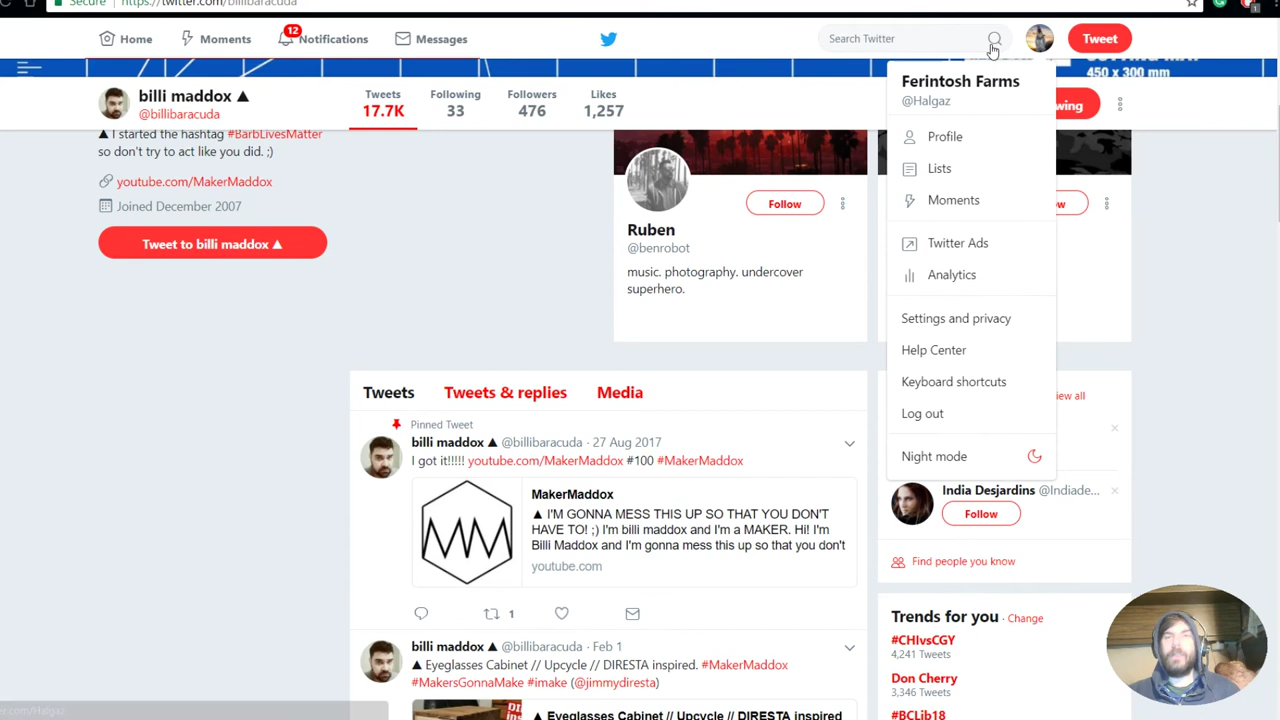 Secure
https://twitter.com/billibaracuda
Home
Moments
12
Notifications
Messages
Search Twitter
Tweet
450 x 300 mm
billi maddox ▲
@billibaracuda
Tweets
17.7K
Following
33
Followers
476
Likes
1,257
wing
▲ I started the hashtag #BarbLivesMatter
so don't try to act like you did. ;)
youtube.com/MakerMaddox
Joined December 2007
Tweet to billi maddox ▲
Follow
Ruben
@benrobot
music. photography. undercover
superhero.
ow
Ferintosh Farms
@Halgaz
Profile
Lists
Moments
Twitter Ads
Analytics
Settings and privacy
Help Center
Keyboard shortcuts
Log out
Night mode
Tweets
Tweets & replies
Media
Pinned Tweet
billi maddox ▲ @billibaracuda · 27 Aug 2017
I got it!!!!! youtube.com/MakerMaddox #100 #MakerMaddox
MM
MakerMaddox
▲ I'M GONNA MESS THIS UP SO THAT YOU DON'T
HAVE TO! ;) I'm billi maddox and I'm a MAKER. Hi! I'm
Billi Maddox and I'm gonna mess this up so that you don't
youtube.com
1
billi maddox ▲ @billibaracuda · Feb 1
▲ Eyeglasses Cabinet // Upcycle // DIRESTA inspired. #MakerMaddox
#MakersGonnaMake #imake (@jimmydiresta)
▲ Eyeglasses Cabinet // Upcycle // DIRESTA inspired
iew all
India Desjardins @Indiade...
Follow
Find people you know
Trends for you · Change
#CHIvsCGY
4,241 Tweets
Don Cherry
3,346 Tweets
#BCLib18
er.com/Halgaz